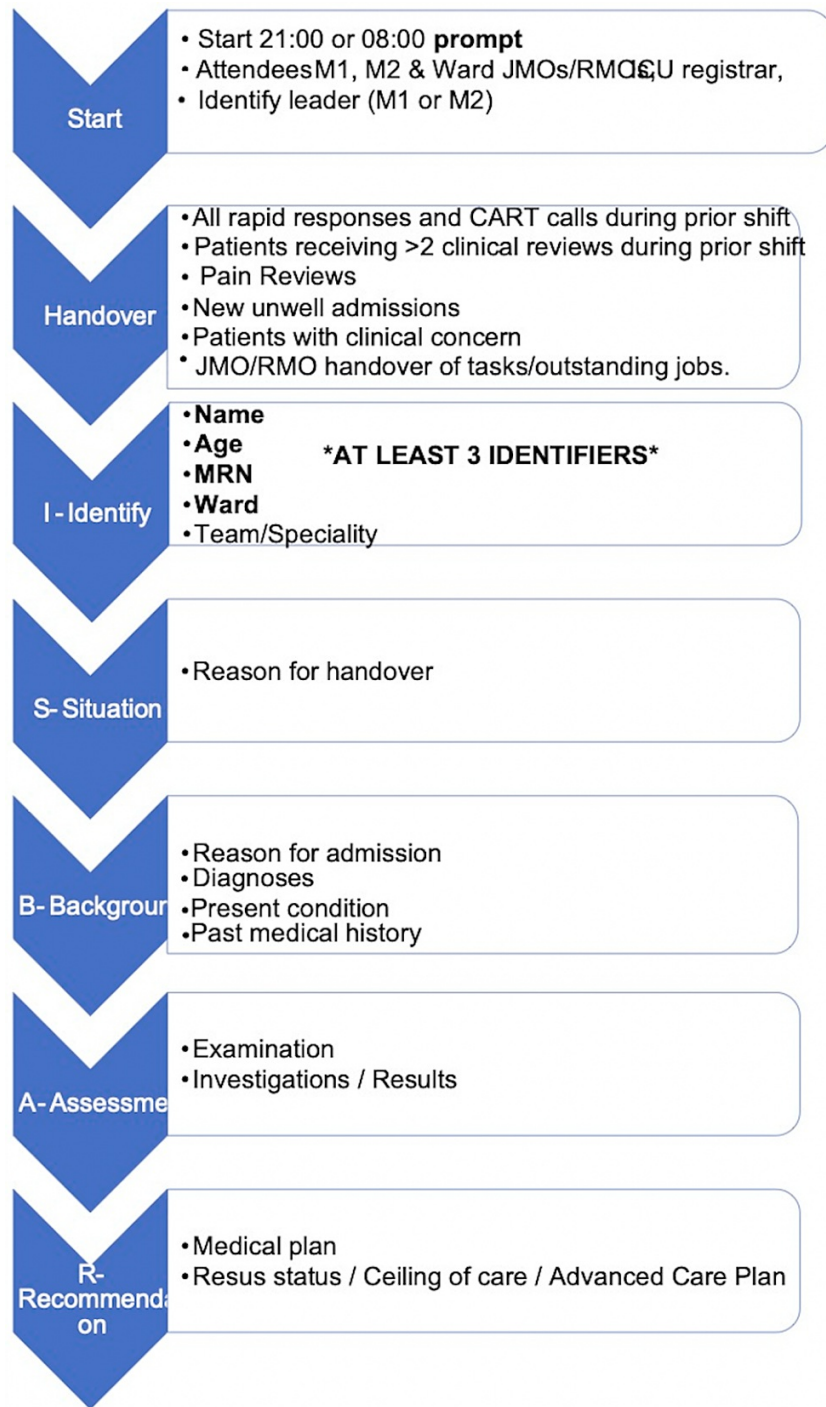 Start
• Start 21:00 or 08:00 prompt
• Attendees M1, M2 & Ward JMOs/RMOs, ICU registrar,
• Identify leader (M1 or M2)
Handover
• All rapid responses and CART calls during prior shift
• Patients receiving >2 clinical reviews during prior shift
• Pain Reviews
• New unwell admissions
• Patients with clinical concern
• JMO/RMO handover of tasks/outstanding jobs.
I - Identify
• Name
• Age
*AT LEAST 3 IDENTIFIERS*
• MRN
• Ward
• Team/Speciality
S- Situation
• Reason for handover
B- Backgroun
• Reason for admission
• Diagnoses
• Present condition
• Past medical history
A- Assessme
• Examination
• Investigations / Results
R-
Recommenda
on
• Medical plan
• Resus status / Ceiling of care / Advanced Care Plan